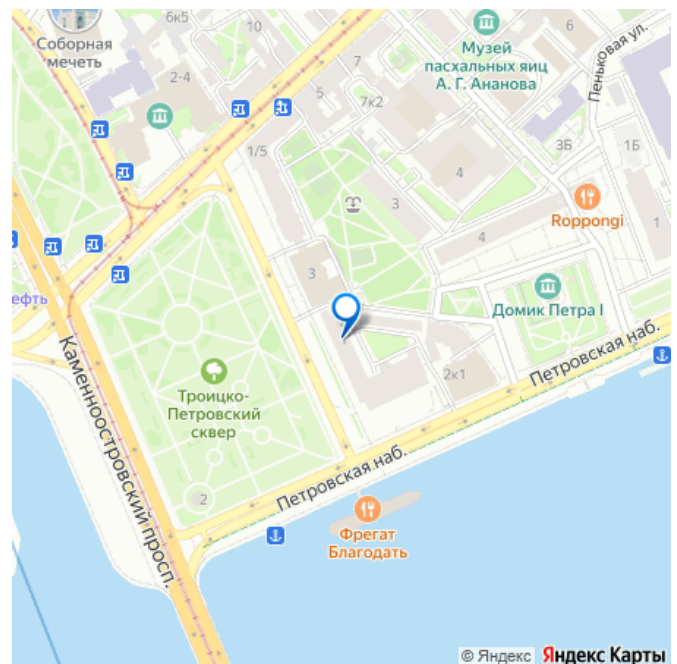 6к5
10
6
Соборная
мечеть
Музей
пасхальных яиц
А. Г. Ананова
Пеньковая ул.
2-4
7
5
7к2
1/5
3Б
1Б
4
Roppongi
3
1
4
3
ефть
Домик Петра I
Троицко-
Петровский
сквер
2к1
Петровская наб.
Каменноостровский просп.
Петровская наб.
2
Фрегат
Благодать
© Яндекс Яндекс Карты